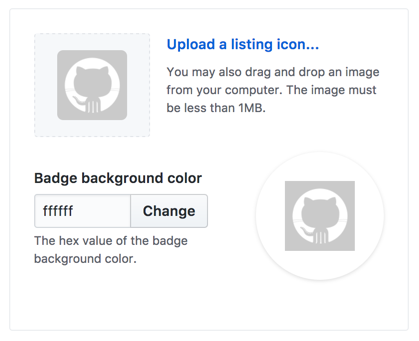 Upload a listing icon...
You may also drag and drop an image
from your computer. The image must
be less than 1MB.
Badge background color
ffffff
Change
The hex value of the badge
background color.